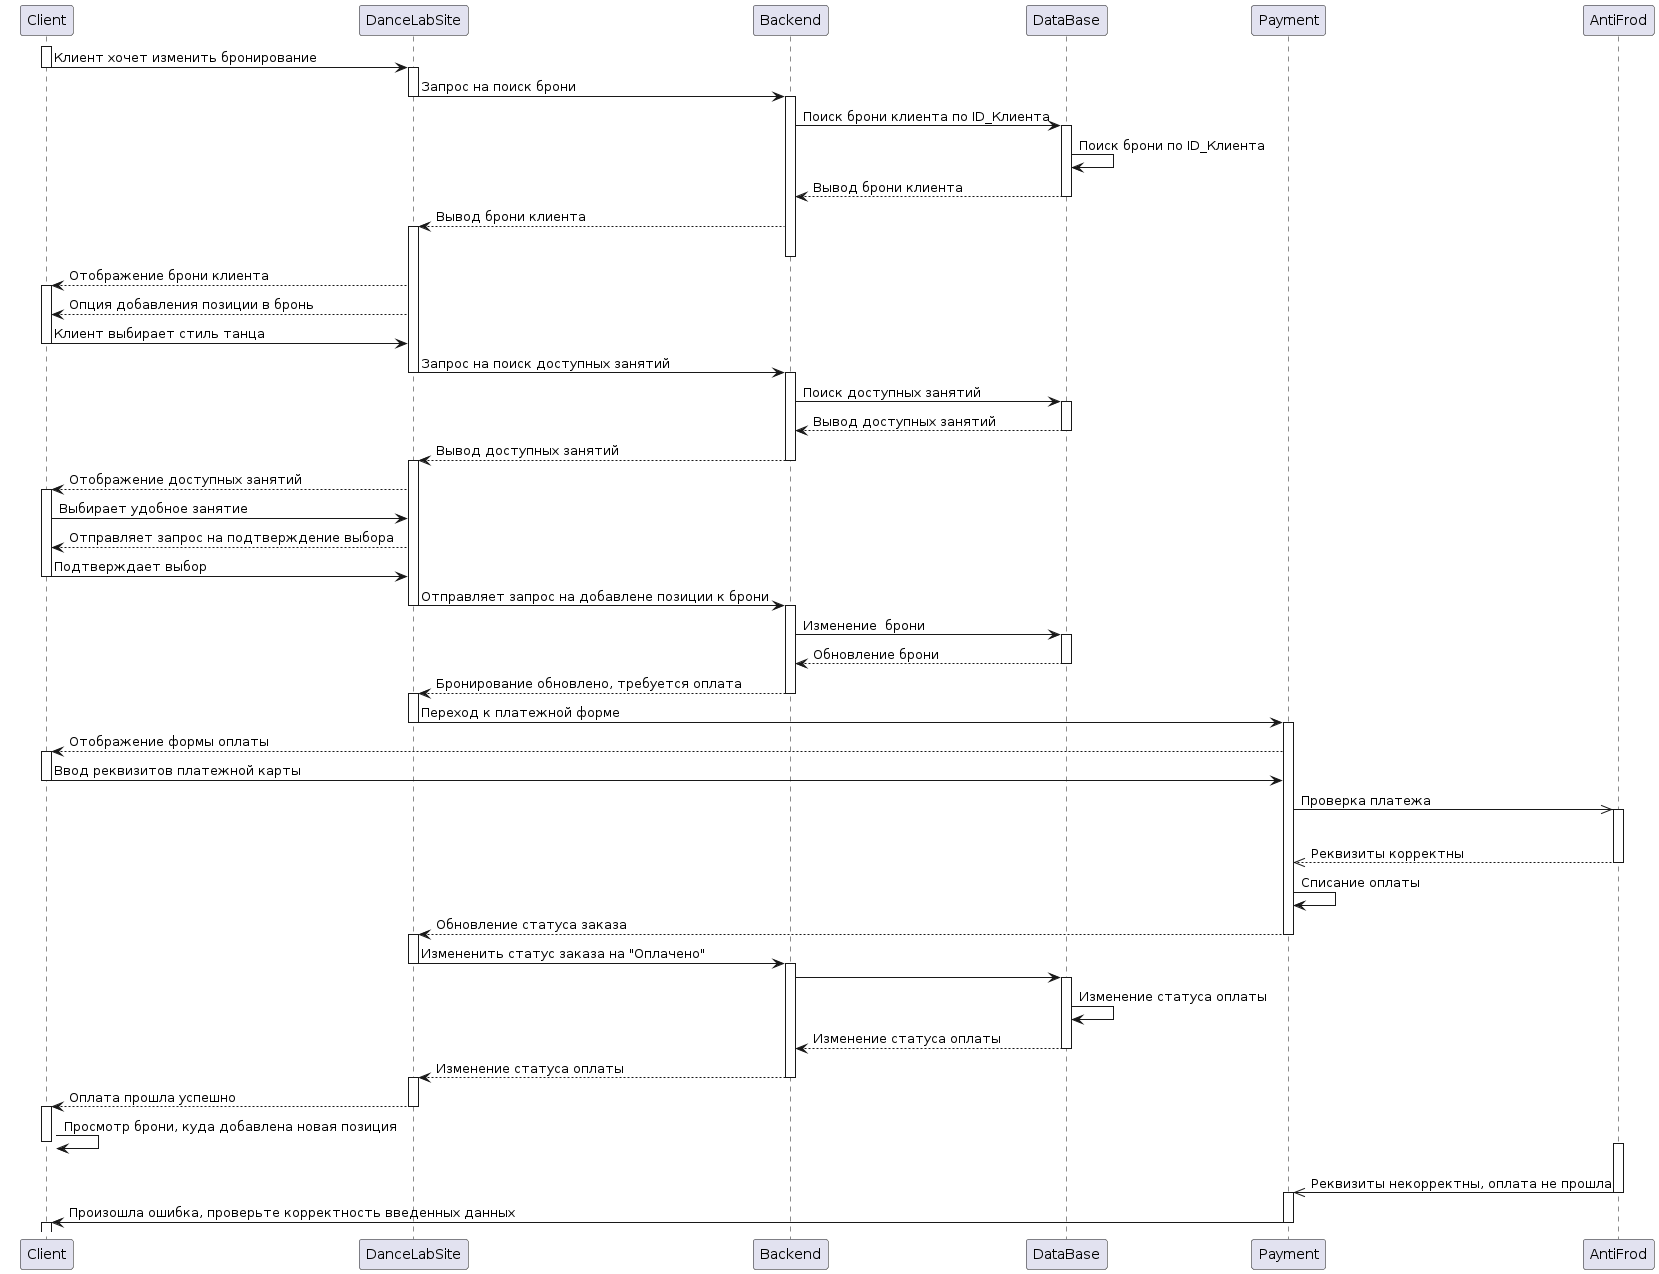 Client
DanceLabSite
Backend
DataBase
Payment
AntiFrod
Клиент хочет изменить бронирование
Запрос на поиск брони
Поиск брони клиента по ID_Клиента
Поиск брони по ID_Клиента
Вывод брони клиента
Вывод брони клиента
Отображение брони клиента
Опция добавления позиции в бронь
Клиент выбирает стиль танца
Запрос на поиск доступных занятий
Поиск доступных занятий
Вывод доступных занятий
Вывод доступных занятий
Отображение доступных занятий
Выбирает удобное занятие
Отправляет запрос на подтверждение выбора
Подтверждает выбор
Отправляет запрос на добавлене позиции к брони
Изменение  брони
Обновление брони
Бронирование обновлено, требуется оплата
Переход к платежной форме
Отображение формы оплаты
Ввод реквизитов платежной карты
Проверка платежа
Реквизиты корректны
Списание оплаты
Обновление статуса заказа
Измененить статус заказа на "Оплачено"
Изменение статуса оплаты
Изменение статуса оплаты
Изменение статуса оплаты
Оплата прошла успешно
Просмотр брони, куда добавлена новая позиция
Реквизиты некорректны, оплата не прошла
Произошла ошибка, проверьте корректность введенных данных
Client
DanceLabSite
Backend
DataBase
Payment
AntiFrod